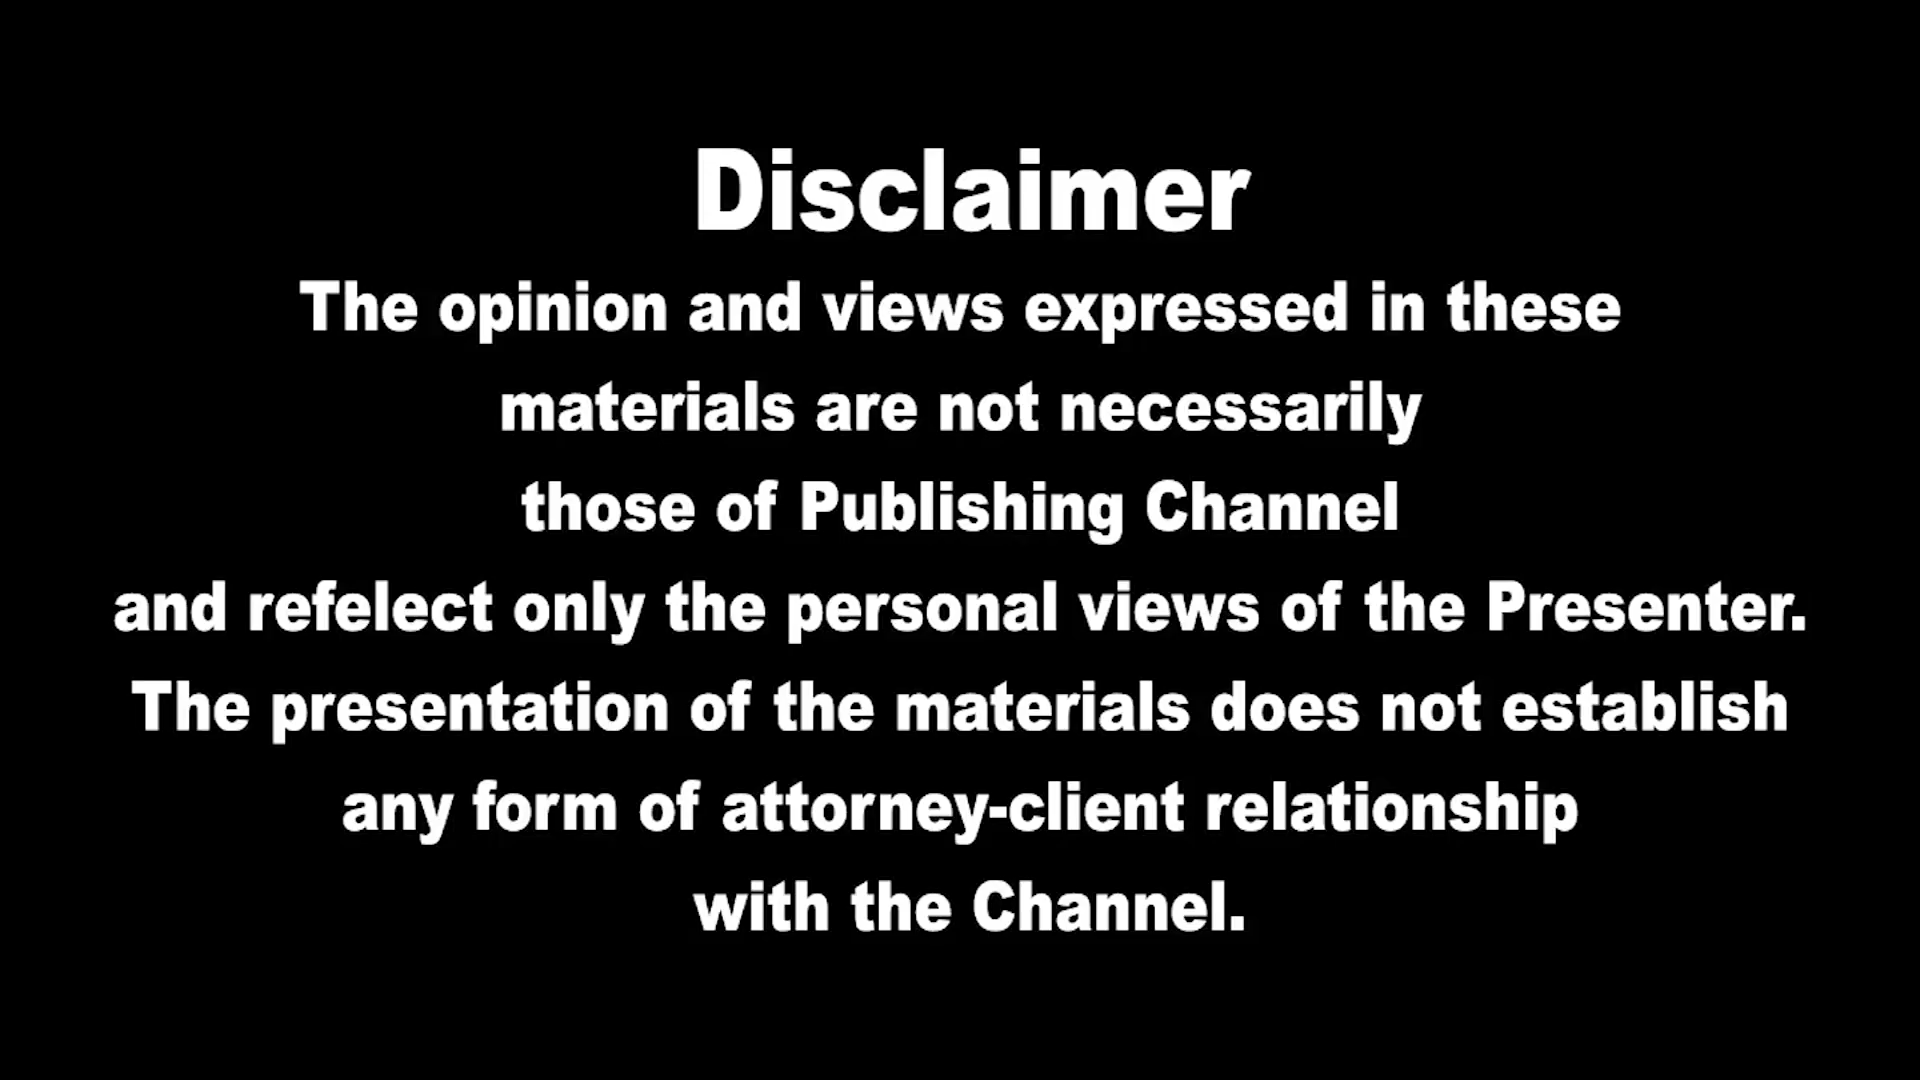 Disclaimer
The opinion and views expressed in these
materials are not necessarily
those of Publishing Channel
and refelect only the personal views of the Presenter.
The presentation of the materials does not establish
any form of attorney-client relationship
with the Channel.